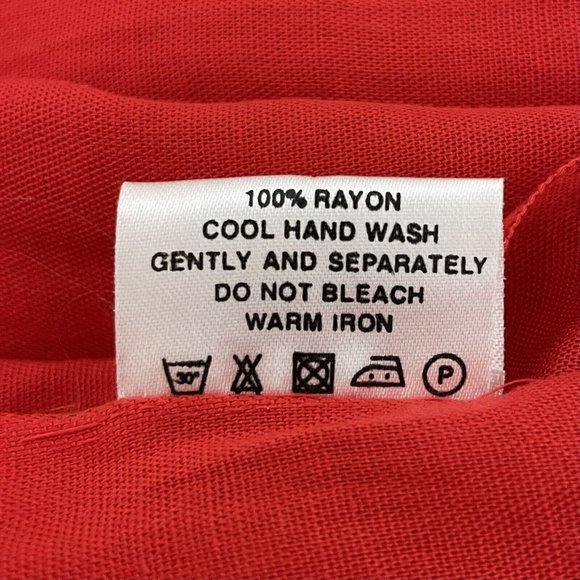 100% RAYON
COOL HAND WASH
GENTLY AND SEPARATELY
DO NOT BLEACH
WARM IRON
30° P